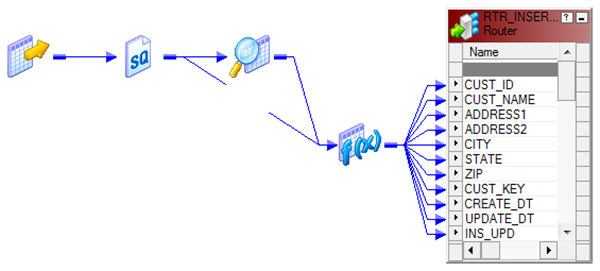 RTR_INSER...
Router
SQ
Name
CUST_ID
CUST_NAME
ADDRESS1
ADDRESS2
CITY
f(x)
STATE
ZIP
CUST_KEY
CREATE_DT
UPDATE_DT
INS_UPD